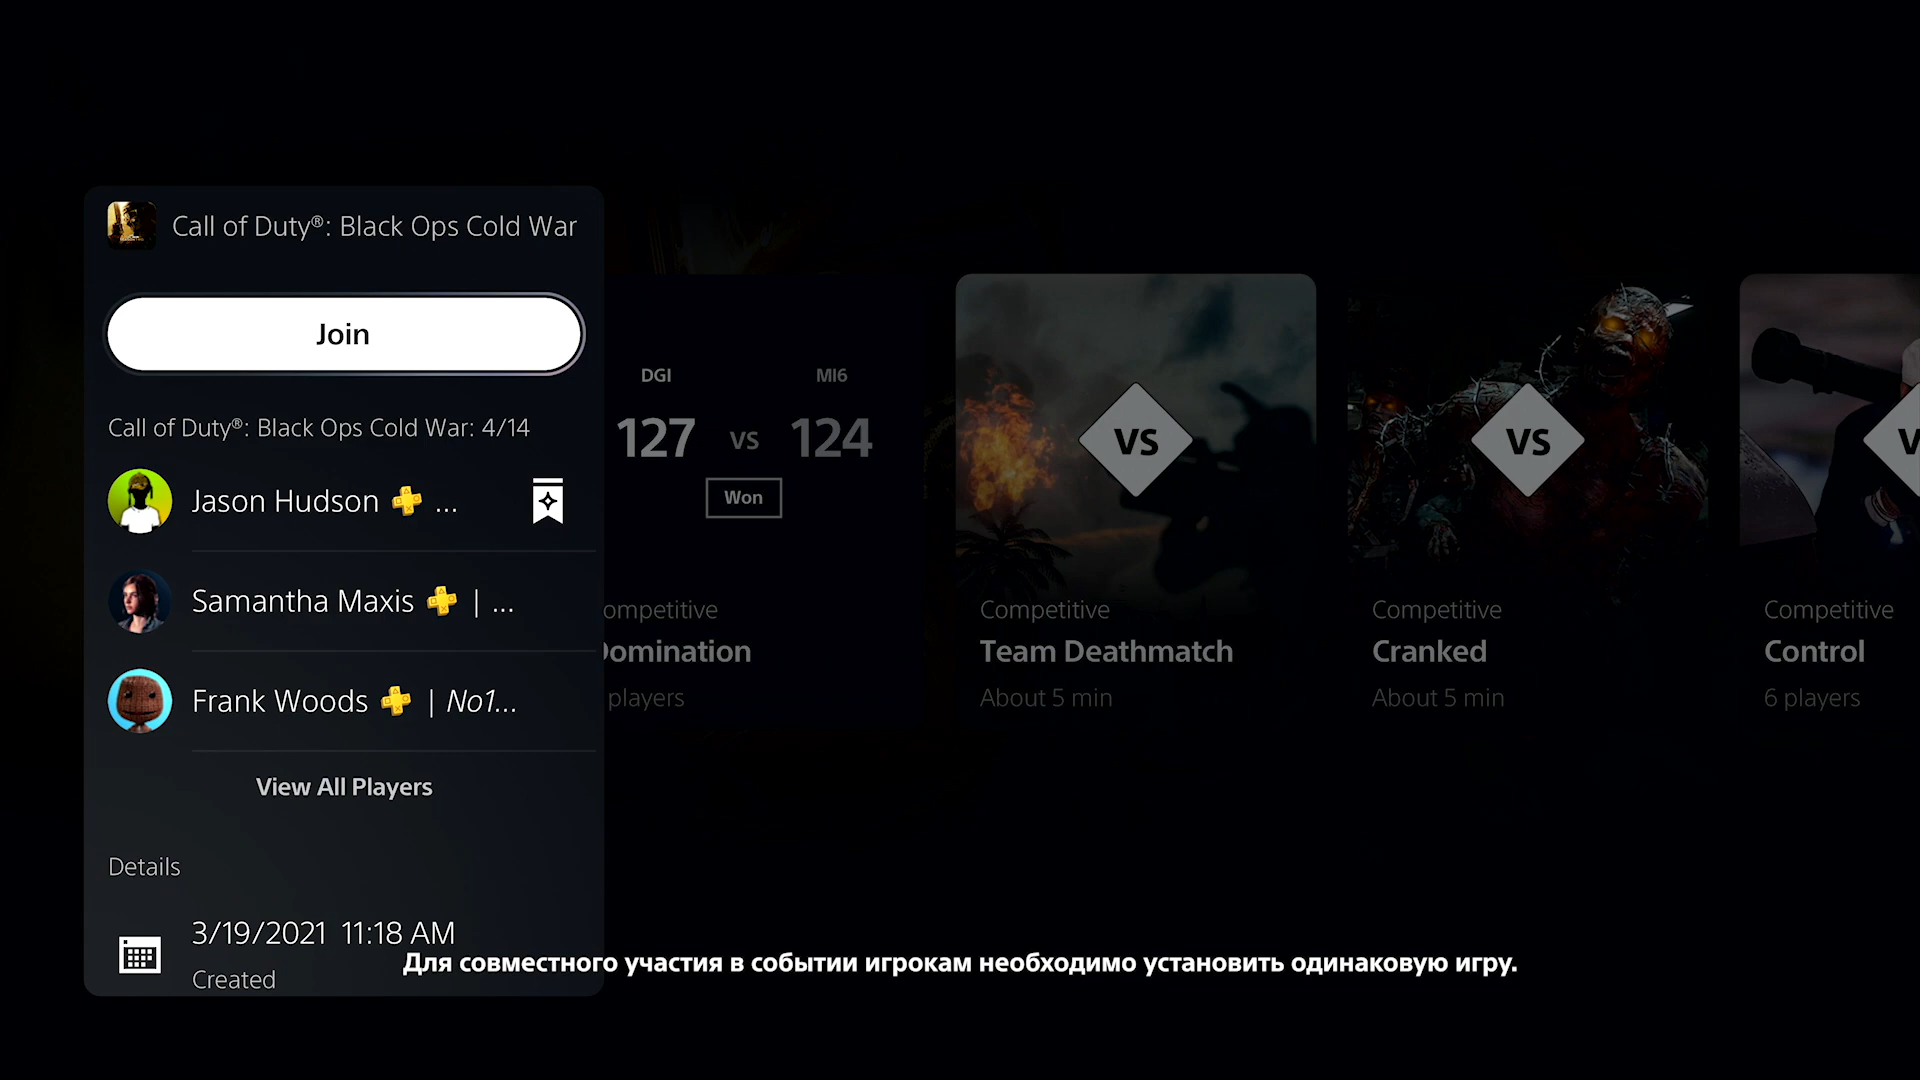 Call of Duty®: Black Ops Cold War
Join
Call of Duty®: Black Ops Cold War: 4/14
Jason Hudson ...
Samantha Maxis | ...
Frank Woods | No1...
View All Players
Details
3/19/2021 11:18 AM
Created
DGI
MI6
127 VS 124
Won
ompetitive
Domination
players
VS
Competitive
Team Deathmatch
About 5 min
VS
Competitive
Cranked
About 5 min
V
Competitive
Control
6 players
Для совместного участия в событии игрокам необходимо установить одинаковую игру.